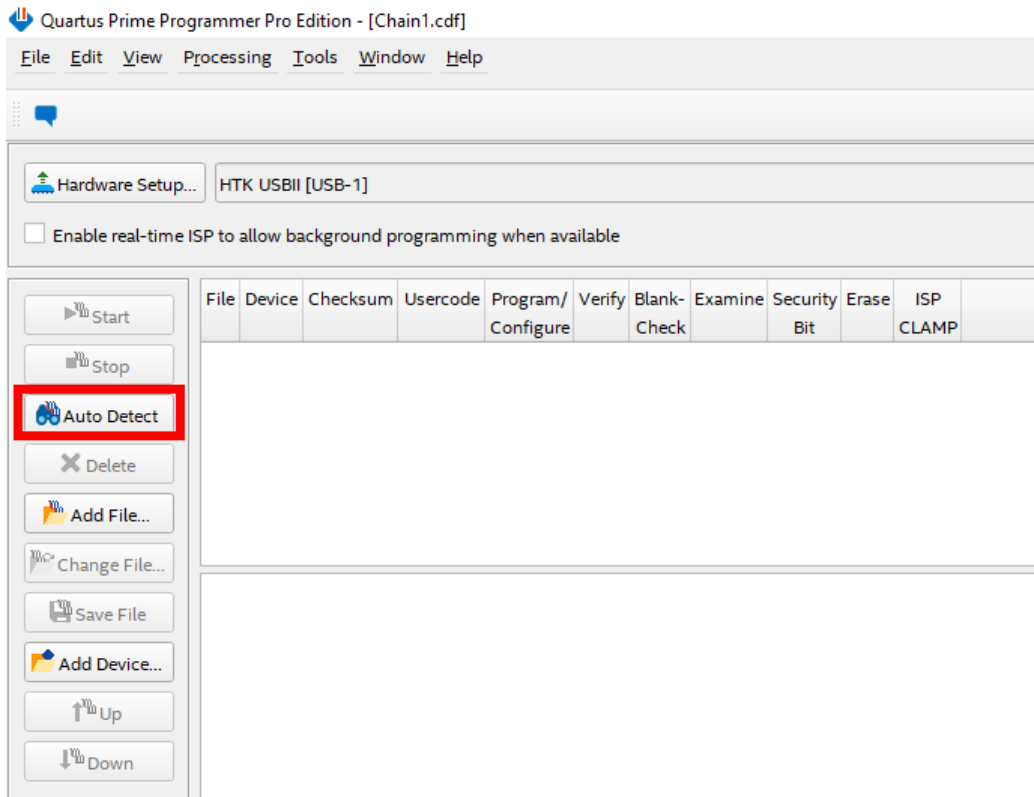 Quartus Prime Programmer Pro Edition - [Chain1.cdf]
File Edit View Processing Tools Window Help
Hardware Setup... HTK USBII [USB-1]
Enable real-time ISP to allow background programming when available
File Device Checksum Usercode Program/ Verify Blank- Examine Security Erase ISP
Configure Check Bit CLAMP
Start
Stop
Auto Detect
Delete
Add File...
Change File...
Save File
Add Device...
Up
Down